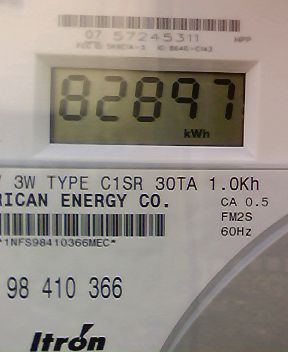 07 57245311 MPP
82897
kWh
V 3W TYPE C1SR 30TA 1.0Kh
RICAN ENERGY CO. CA 0.5
FM2S
*1NFS98410366MEC* 60Hz
98 410 366
Itron